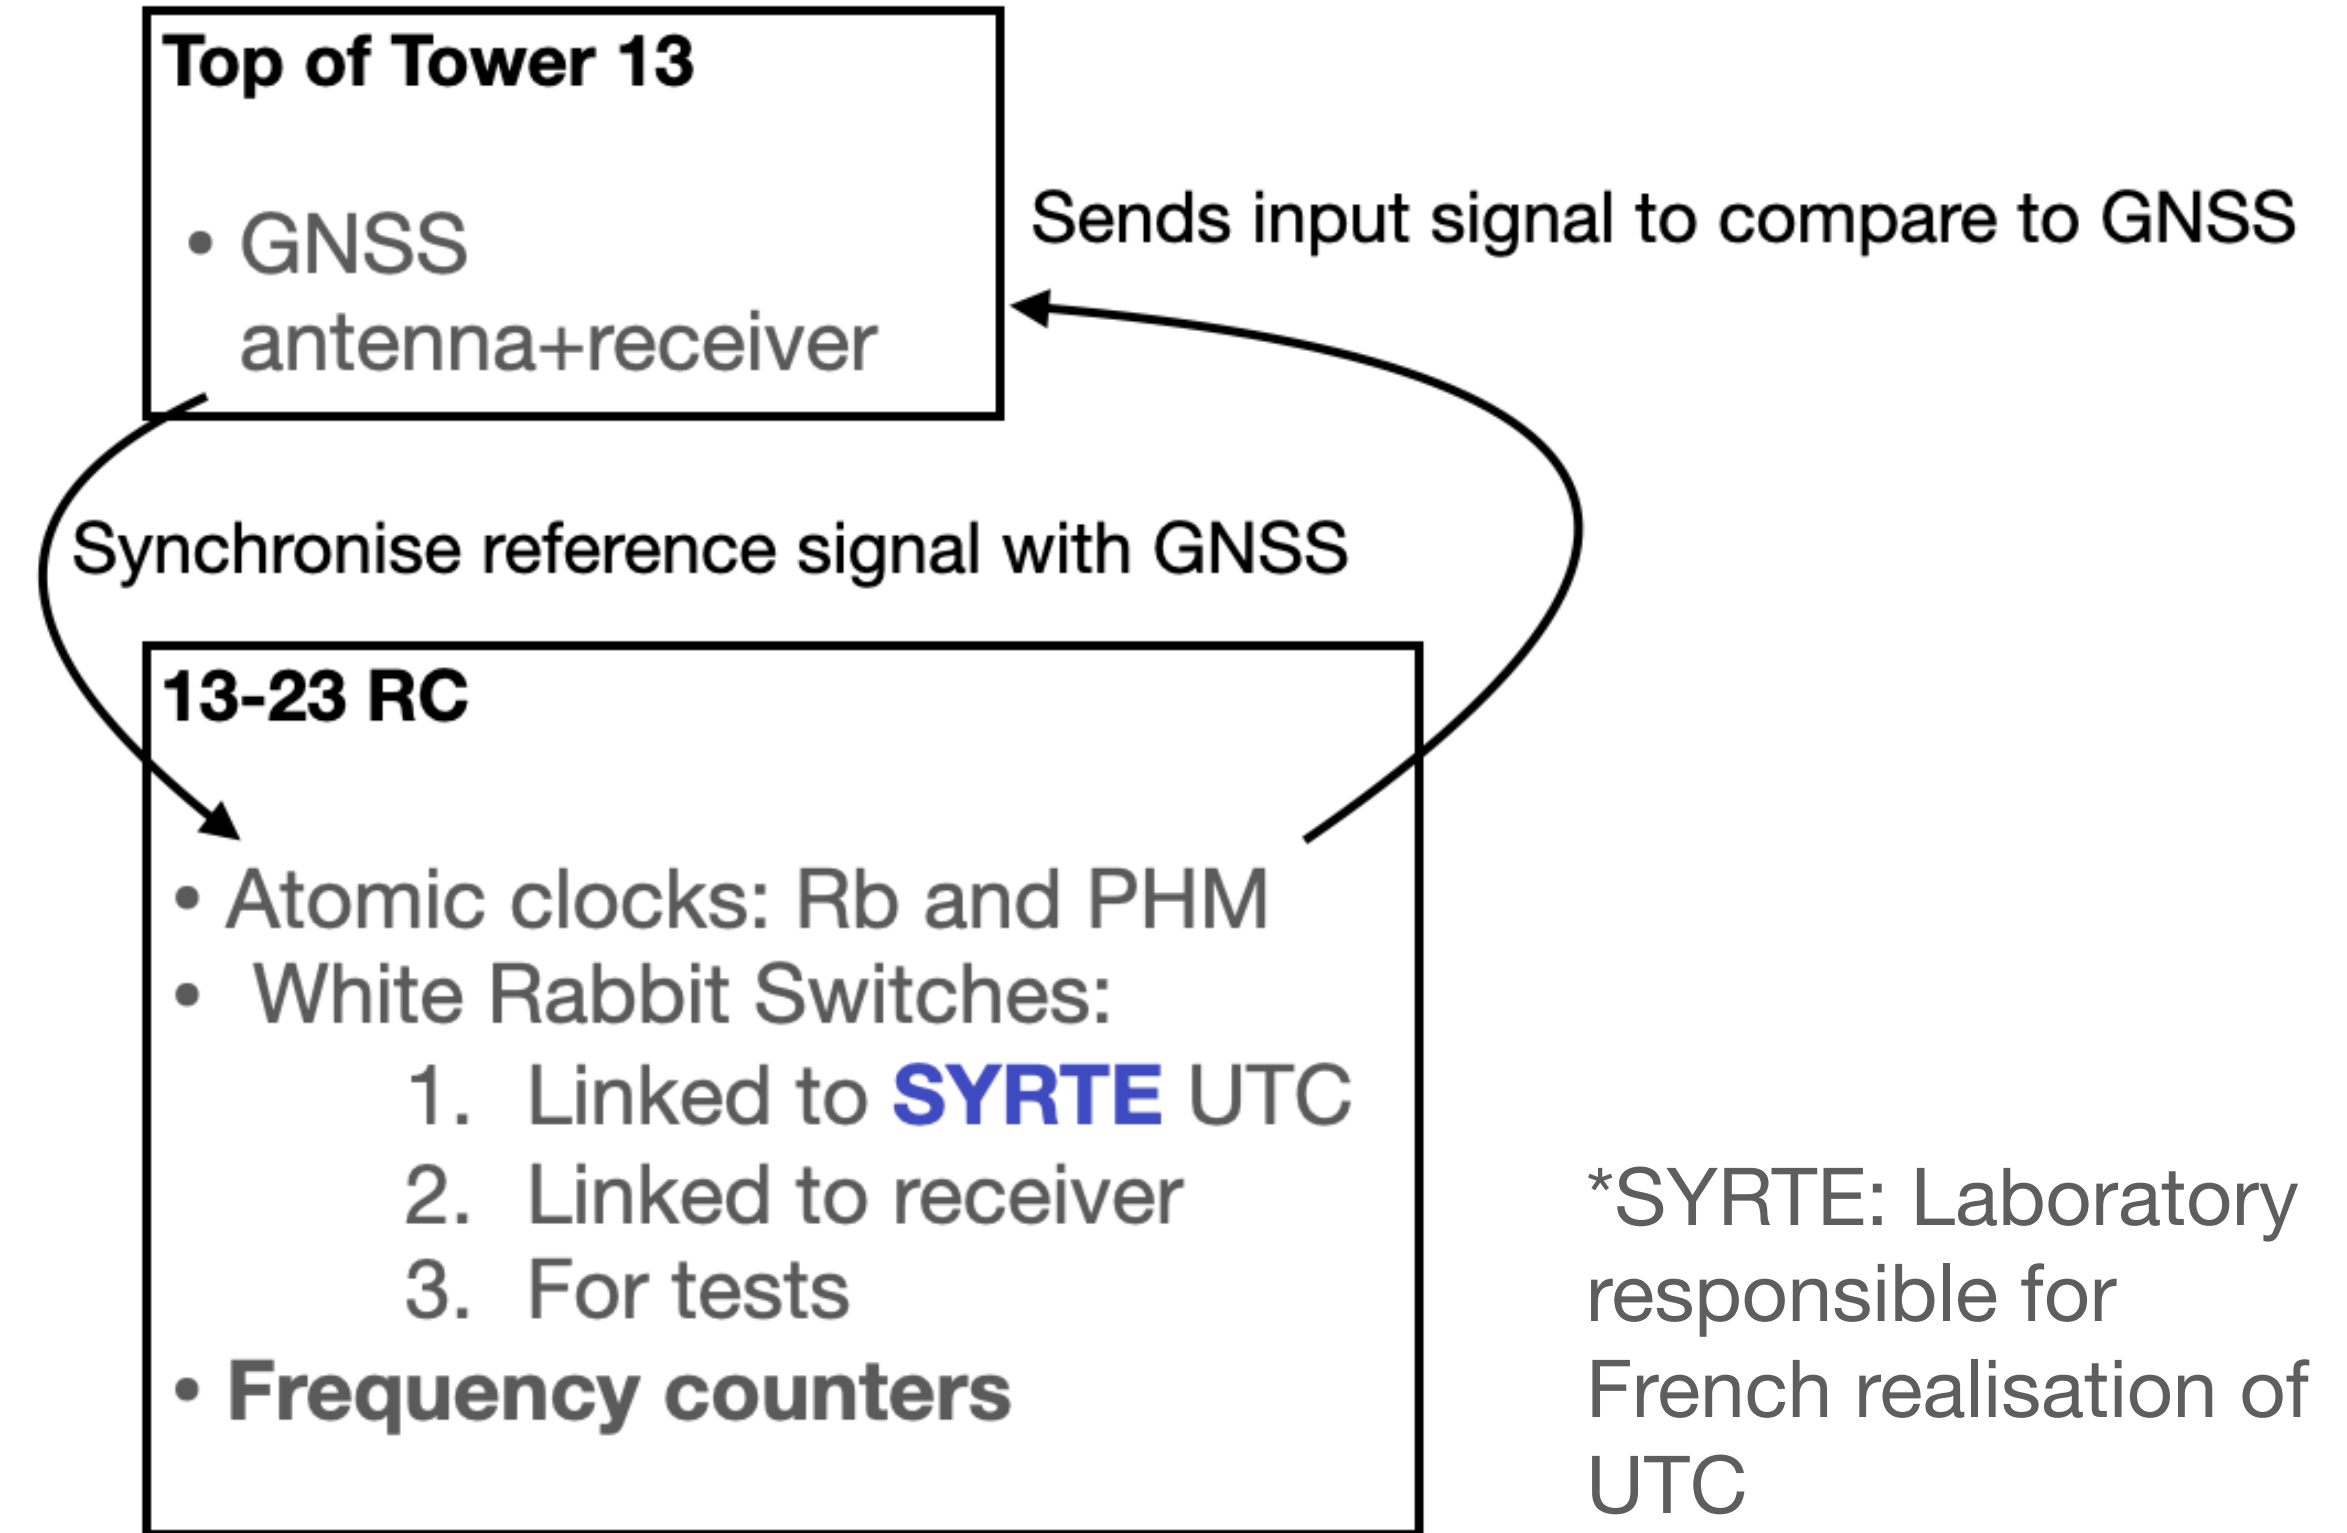 Top of Tower 13
• GNSS
antenna+receiver
Sends input signal to compare to GNSS
Synchronise reference signal with GNSS
13-23 RC
• Atomic clocks: Rb and PHM
• White Rabbit Switches:
1. Linked to SYRTE UTC
2. Linked to receiver
3. For tests
• Frequency counters
*SYRTE: Laboratory
responsible for
French realisation of
UTC